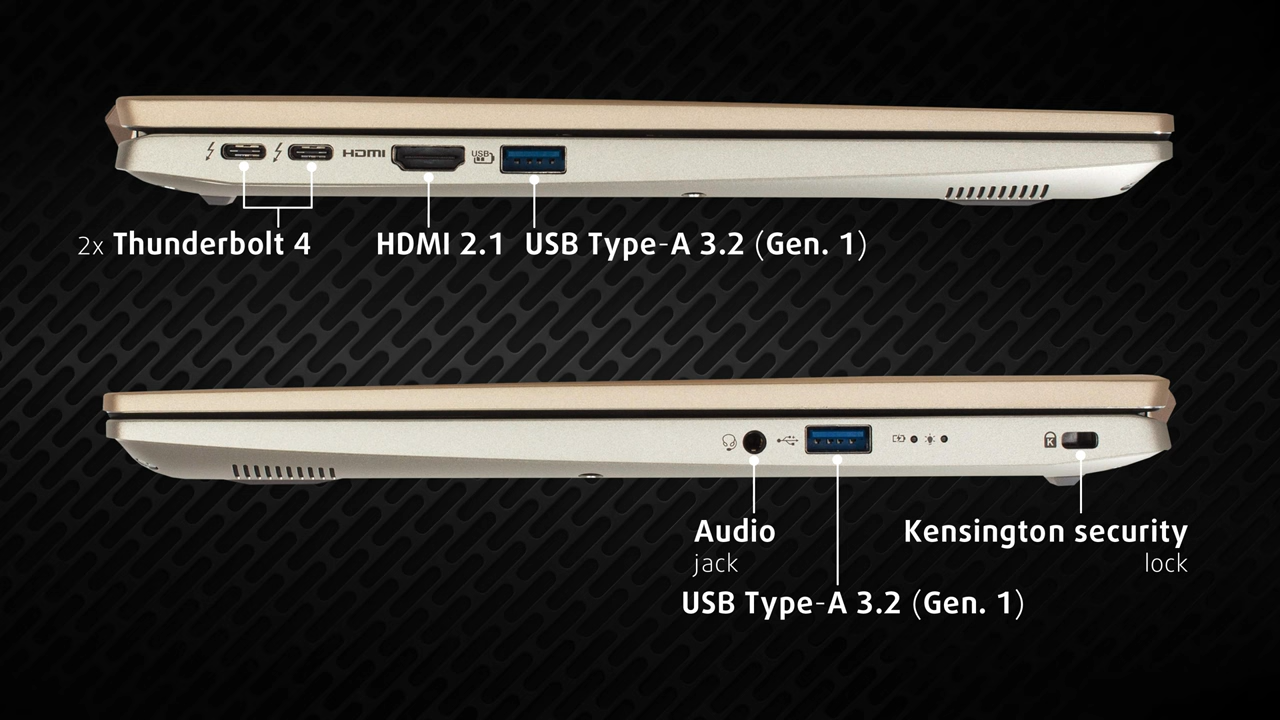 HDMI
USB
2x Thunderbolt 4
HDMI 2.1
USB Type-A 3.2 (Gen. 1)
K
Audio
jack
Kensington security
lock
USB Type-A 3.2 (Gen. 1)